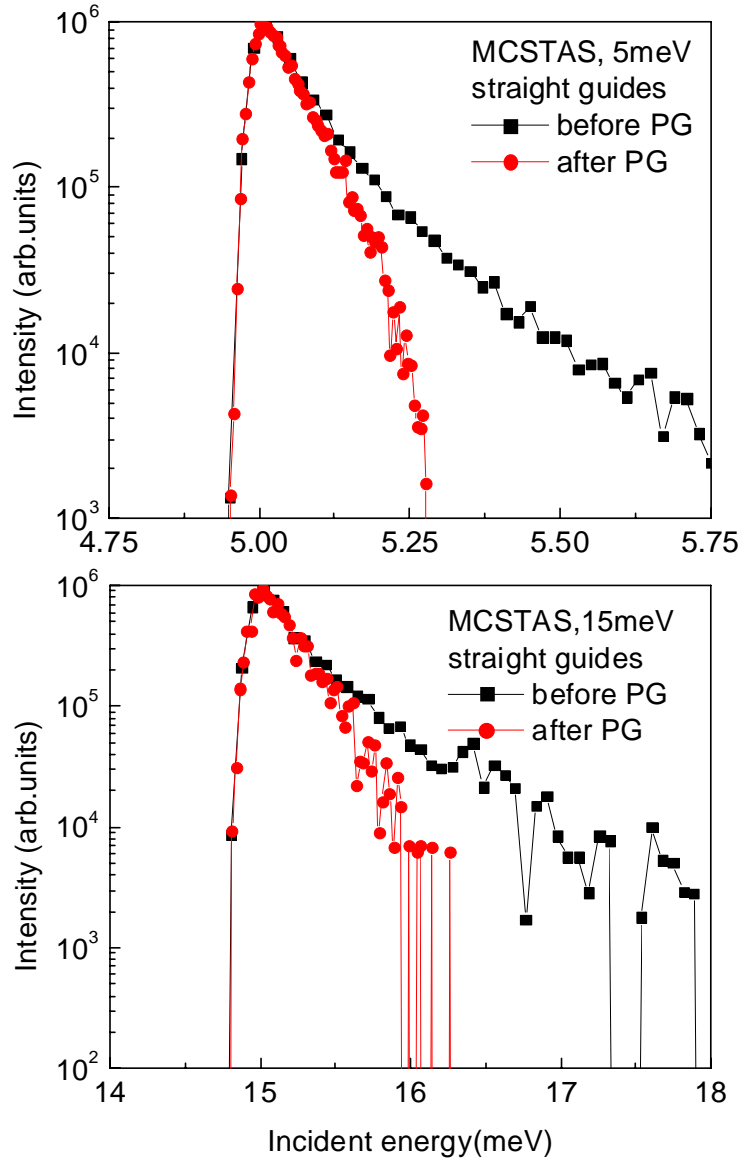 10^6
MCSTAS, 5meV
straight guides
before PG
after PG
10^5
Intensity (arb.units)
10^4
10^3
4.75 5.00 5.25 5.50 5.75
10^6
MCSTAS,15meV
straight guides
before PG
after PG
10^5
Intensity (arb.units)
10^4
10^3
10^2
14 15 16 17 18
Incident energy(meV)